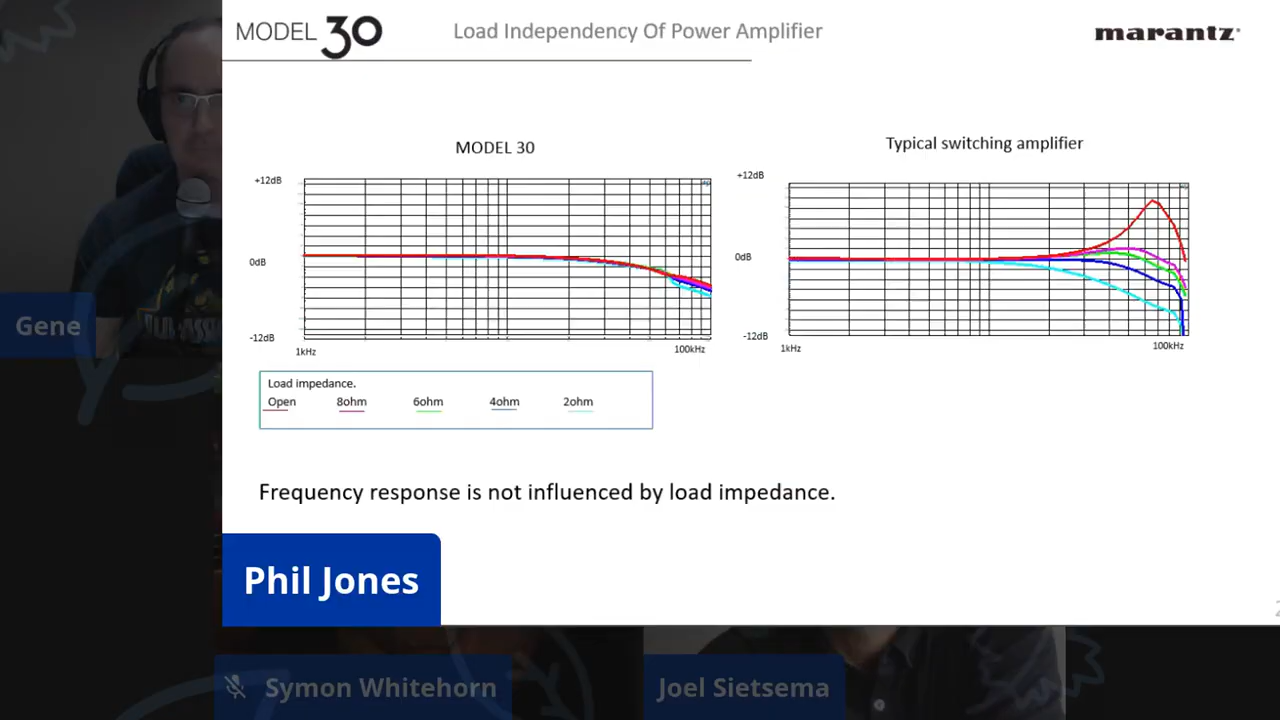 MODEL 30
Load Independency Of Power Amplifier
marantz
MODEL 30
Typical switching amplifier
+12dB
0dB
-12dB
1kHz
100kHz
+12dB
0dB
-12dB
1kHz
100kHz
Load impedance.
Open 8ohm 6ohm 4ohm 2ohm
Frequency response is not influenced by load impedance.
Gene
Phil Jones
Symon Whitehorn
Joel Sietsema